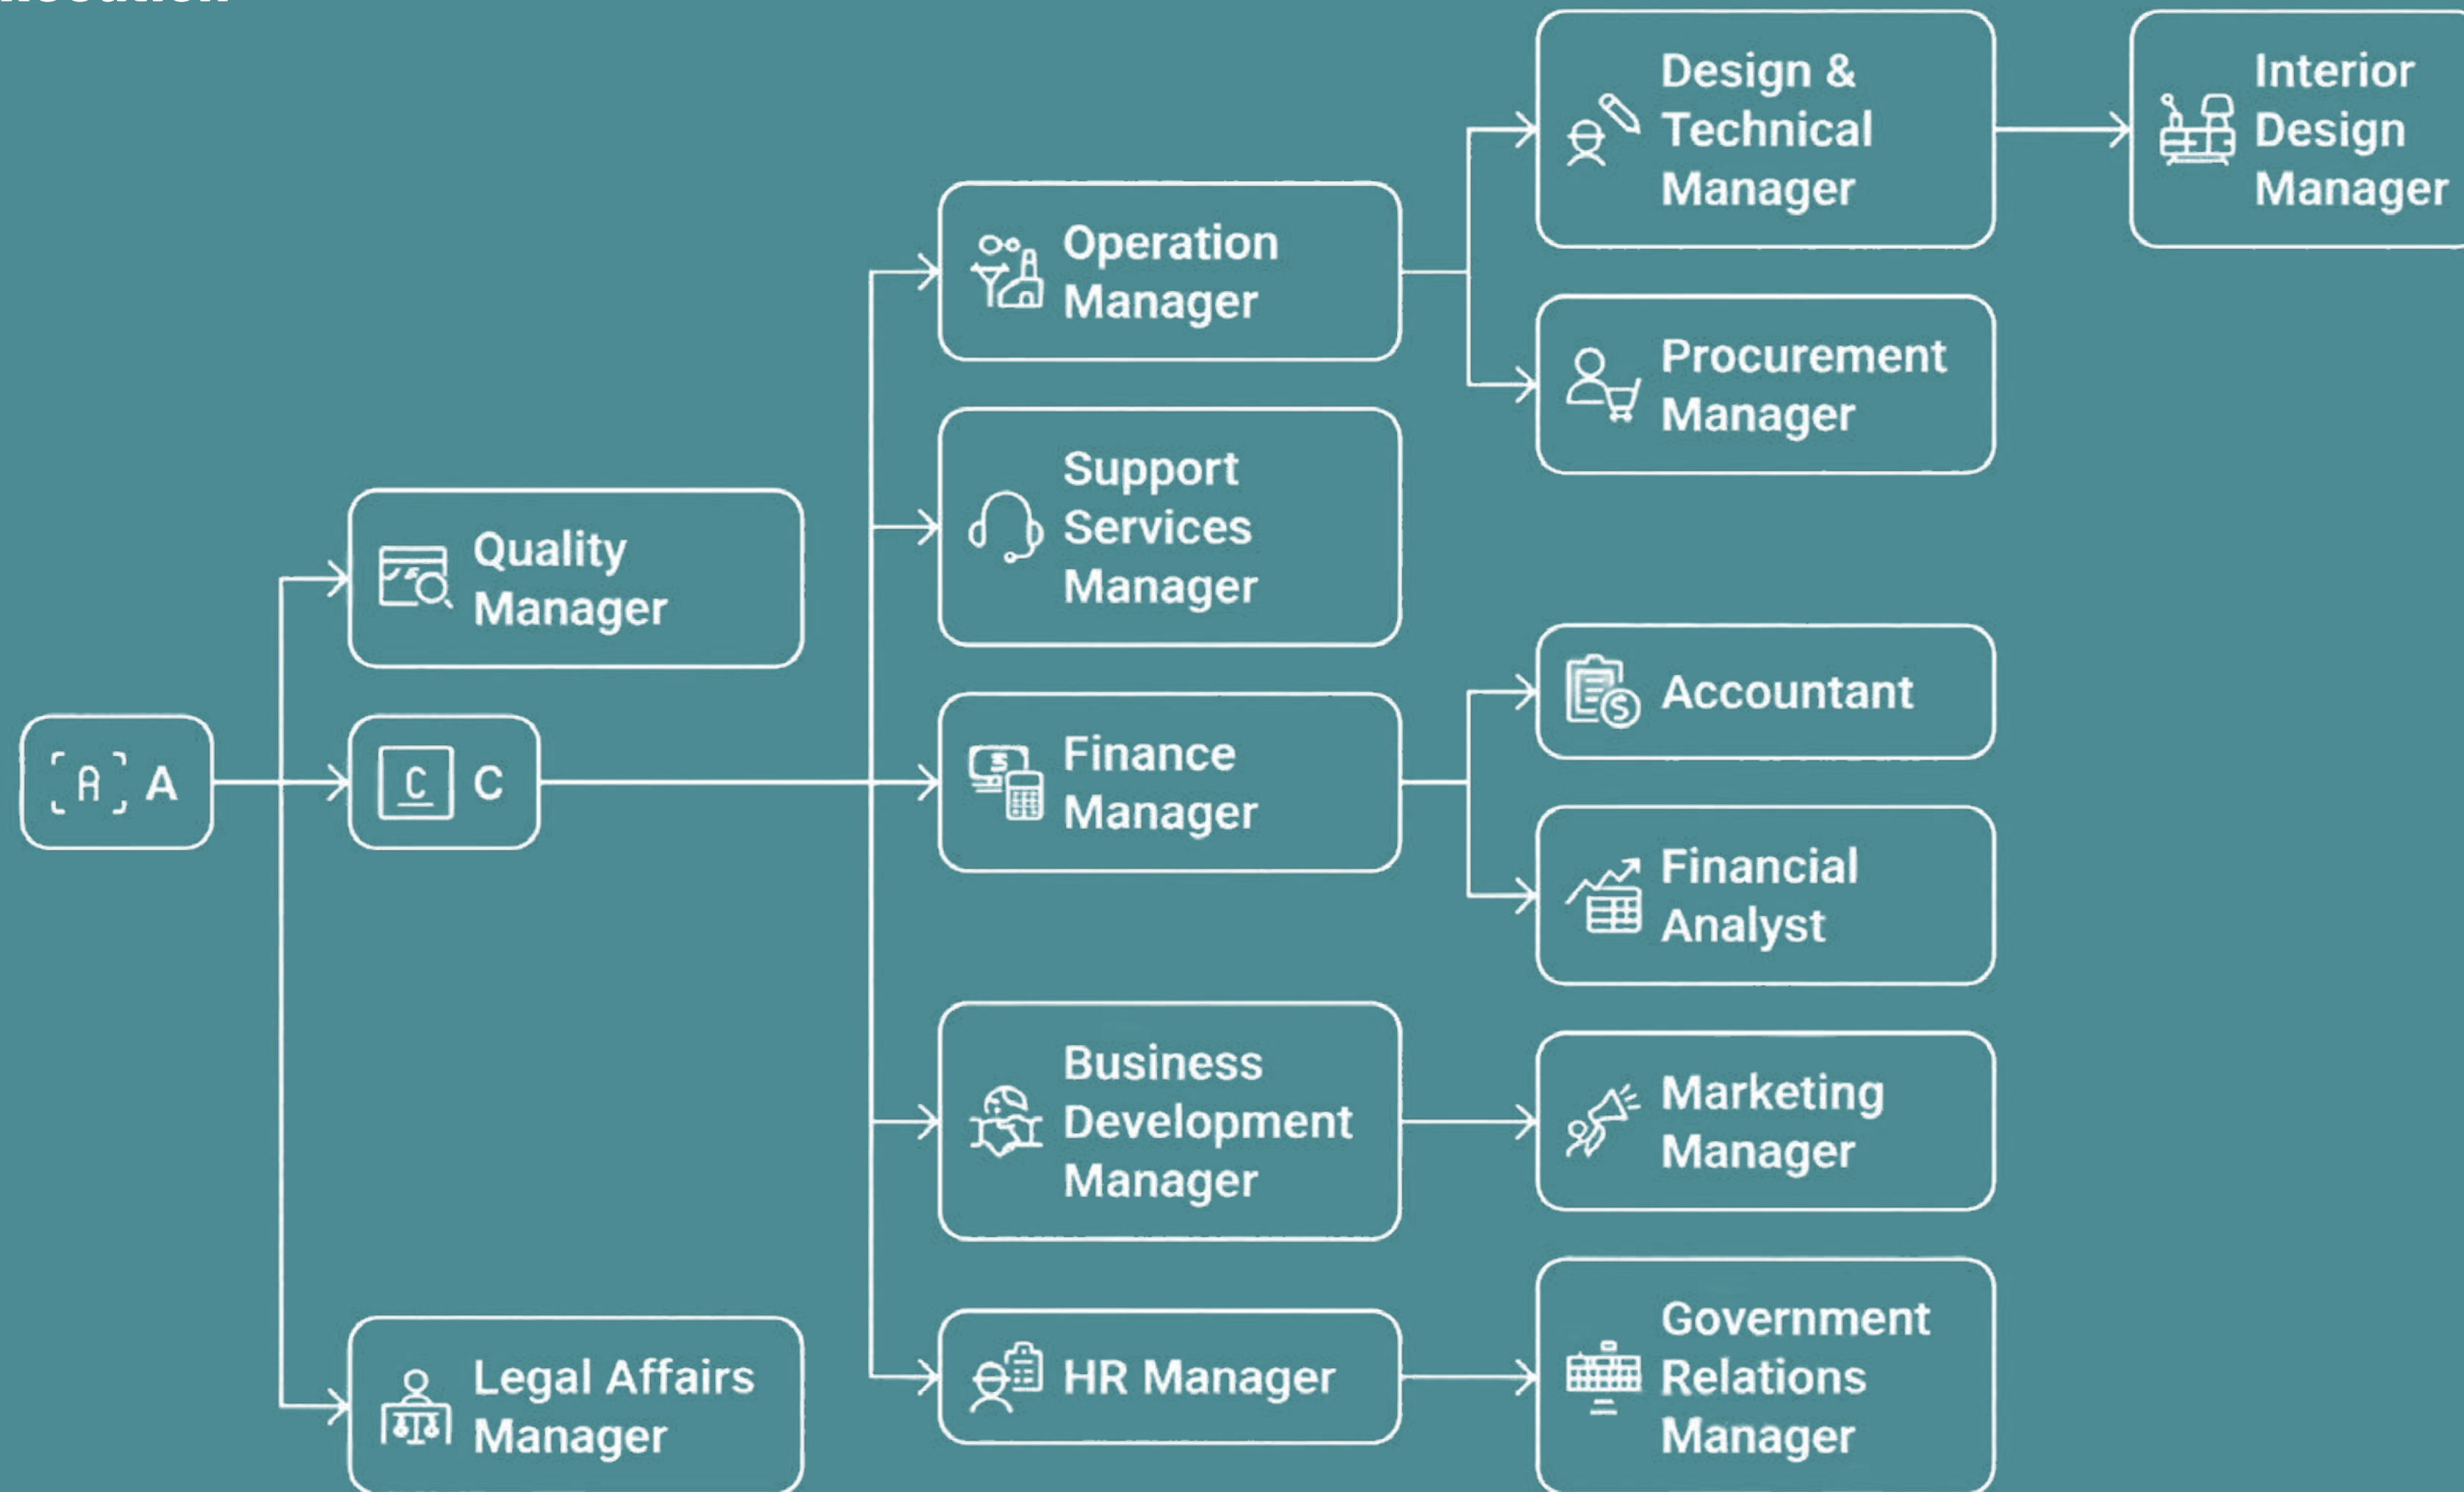 A A
Quality
Manager
C C
Legal Affairs
Manager
Operation
Manager
Support
Services
Manager
Finance
Manager
Business
Development
Manager
HR Manager
Design &
Technical
Manager
Procurement
Manager
Accountant
$
Financial
Analyst
Marketing
Manager
Government
Relations
Manager
Interior
Design
Manager